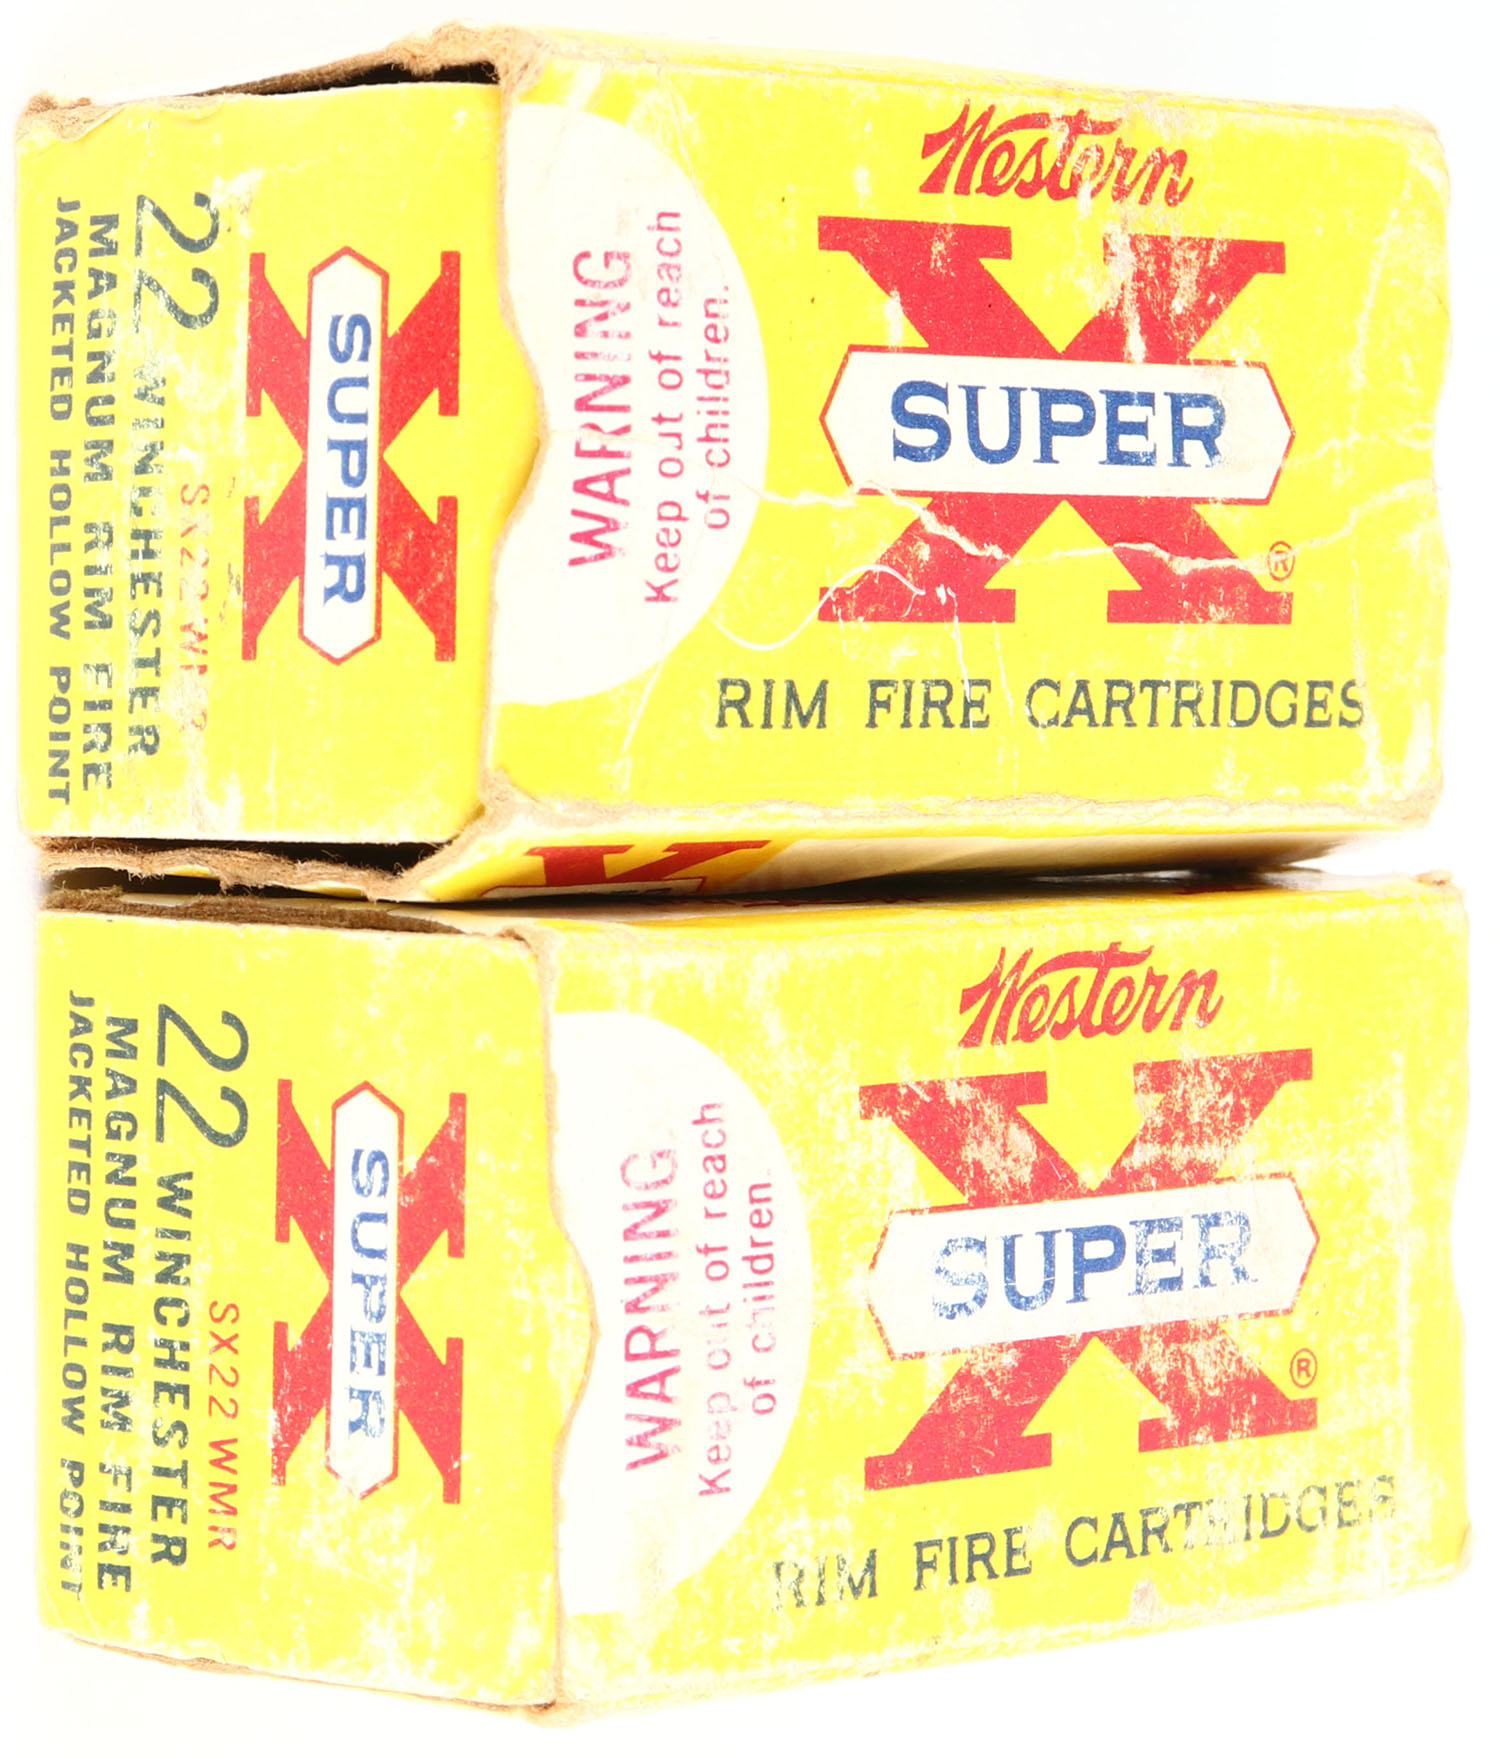 Western
X
SUPER
®
RIM FIRE CARTRIDGES
WARNING
Keep out of reach
of children.
X
SUPER
SX22 WMR
22 WINCHESTER
MAGNUM RIM FIRE
JACKETED HOLLOW POINT
Western
X
SUPER
®
RIM FIRE CARTRIDGES
WARNING
Keep out of reach
of children.
X
SUPER
SX22 WMR
22 WINCHESTER
MAGNUM RIM FIRE
JACKETED HOLLOW POINT